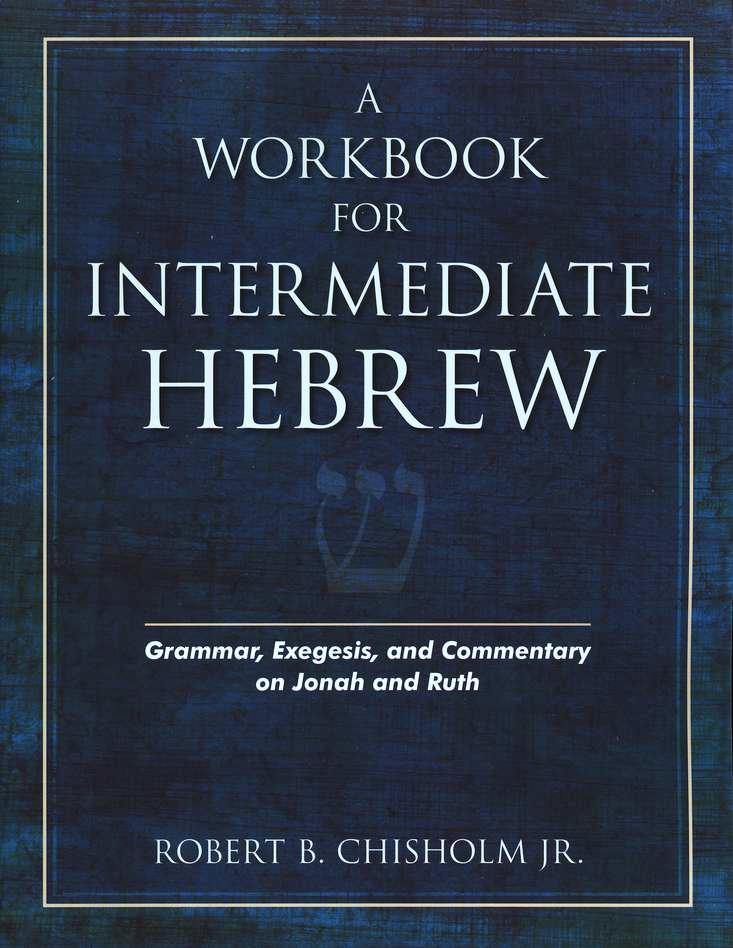 A
WORKBOOK
FOR
INTERMEDIATE
HEBREW
ש
Grammar, Exegesis, and Commentary
on Jonah and Ruth
ROBERT B. CHISHOLM JR.